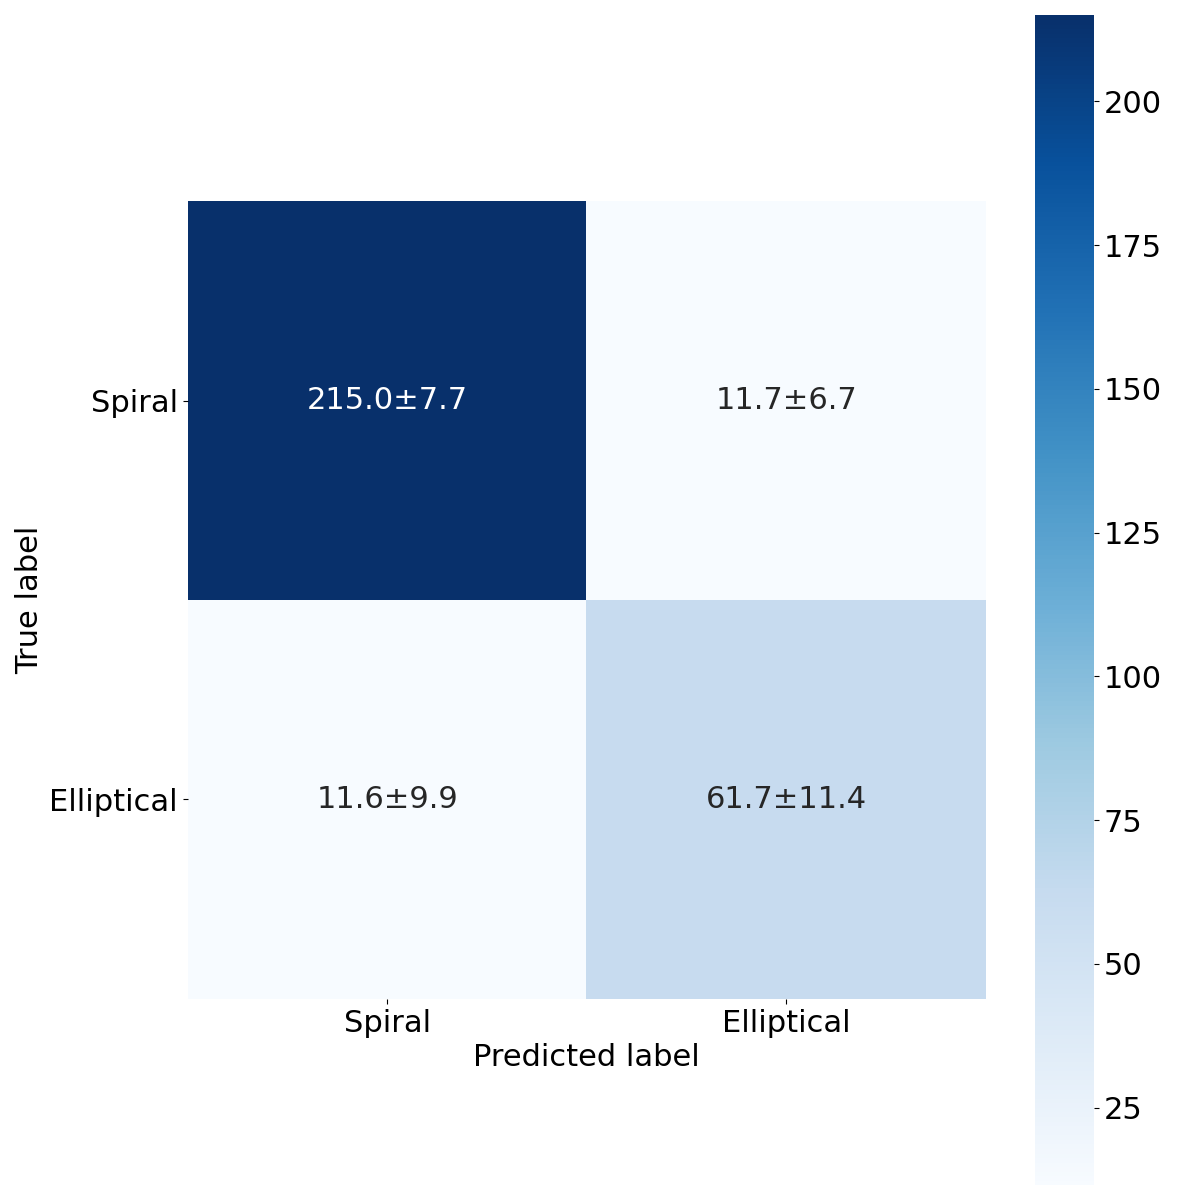 True label
Spiral
Elliptical
215.0±7.7
11.7±6.7
11.6±9.9
61.7±11.4
Spiral
Elliptical
Predicted label
200
175
150
125
100
75
50
25